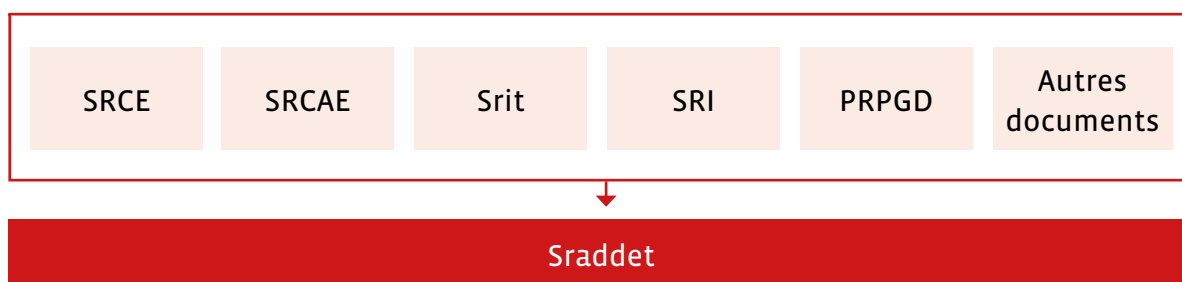 SRCE
SRCAE
Srit
SRI
PRPGD
Autres
documents
Sraddet